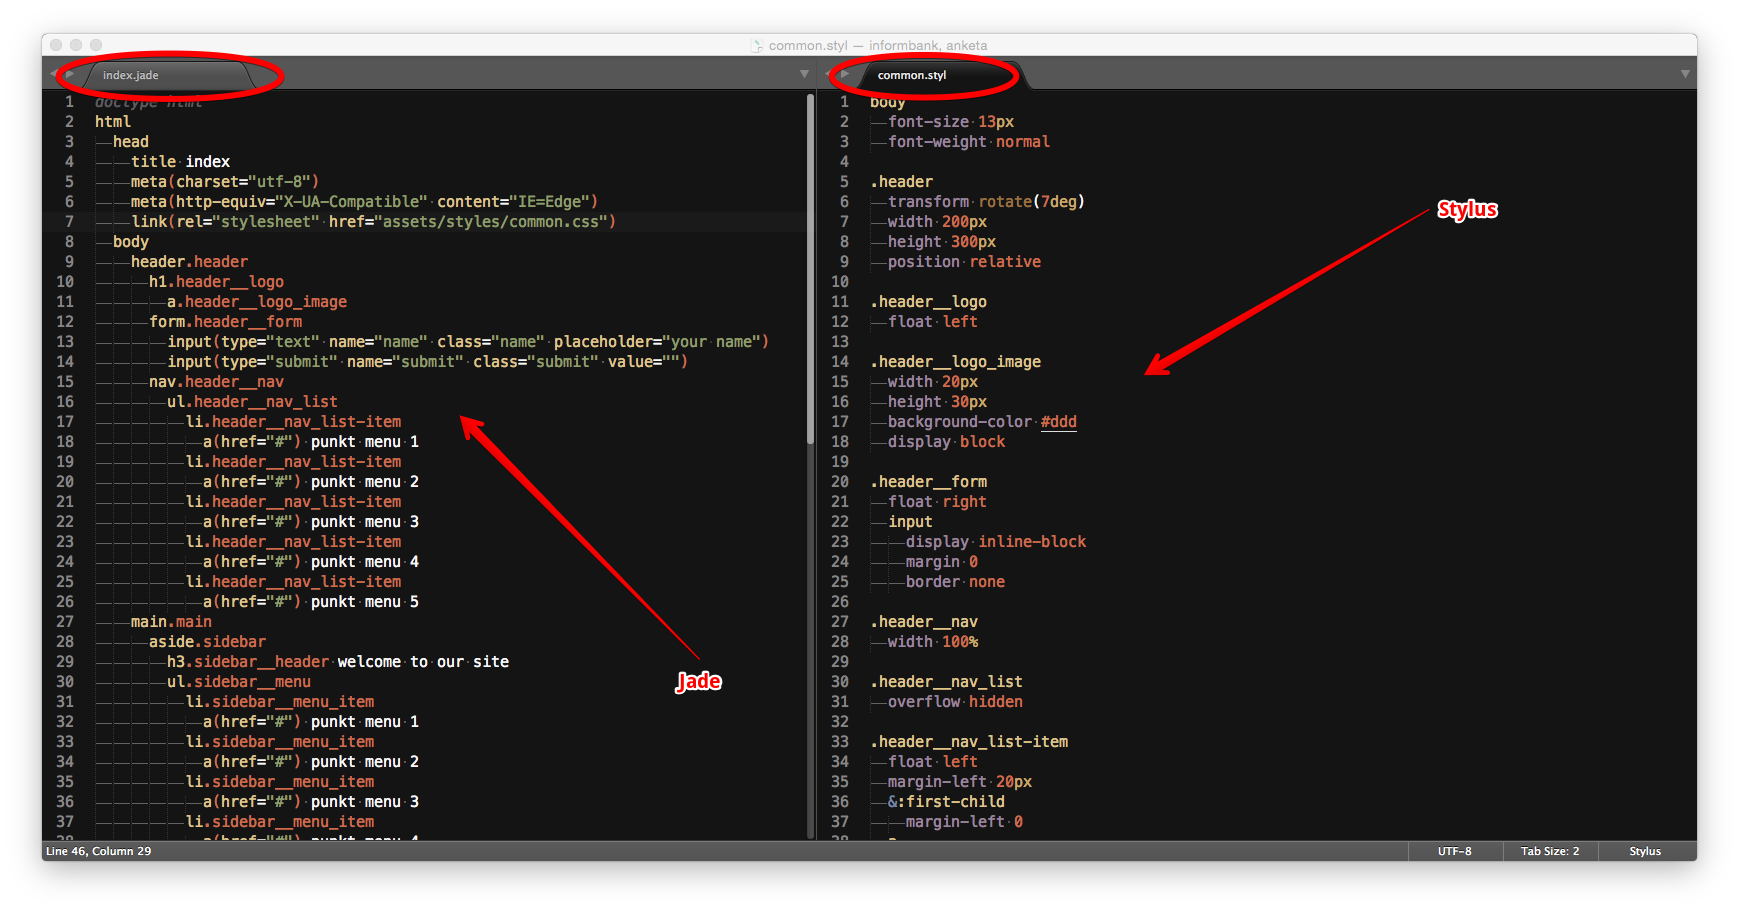 common.styl — informbank, anketa
index.jade
1 doctype html
2 html
3 head
4 title index
5 meta(charset="utf-8")
6 meta(http-equiv="X-UA-Compatible" content="IE=Edge")
7 link(rel="stylesheet" href="assets/styles/common.css")
8 body
9 header.header
10 h1.header__logo
11 a.header__logo_image
12 form.header__form
13 input(type="text" name="name" class="name" placeholder="your name")
14 input(type="submit" name="submit" class="submit" value="")
15 nav.header__nav
16 ul.header__nav_list
17 li.header__nav_list-item
18 a(href="#") punkt menu 1
19 li.header__nav_list-item
20 a(href="#") punkt menu 2
21 li.header__nav_list-item
22 a(href="#") punkt menu 3
23 li.header__nav_list-item
24 a(href="#") punkt menu 4
25 li.header__nav_list-item
26 a(href="#") punkt menu 5
27 main.main
28 aside.sidebar
29 h3.sidebar__header welcome to our site
30 ul.sidebar__menu
31 li.sidebar__menu_item
32 a(href="#") punkt menu 1
33 li.sidebar__menu_item
34 a(href="#") punkt menu 2
35 li.sidebar__menu_item
36 a(href="#") punkt menu 3
37 li.sidebar__menu_item
38 a(href="#") punkt menu 4
Jade
common.styl
1 body
2 font-size 13px
3 font-weight normal
4
5 .header
6 transform rotate(7deg)
7 width 200px
8 height 300px
9 position relative
10
11 .header__logo
12 float left
13
14 .header__logo_image
15 width 20px
16 height 30px
17 background-color #ddd
18 display block
19
20 .header__form
21 float right
22 input
23 display inline-block
24 margin 0
25 border none
26
27 .header__nav
28 width 100%
29
30 .header__nav_list
31 overflow hidden
32
33 .header__nav_list-item
34 float left
35 margin-left 20px
36 &:first-child
37 margin-left 0
38 a
Stylus
Line 46, Column 29
UTF-8
Tab Size: 2
Stylus